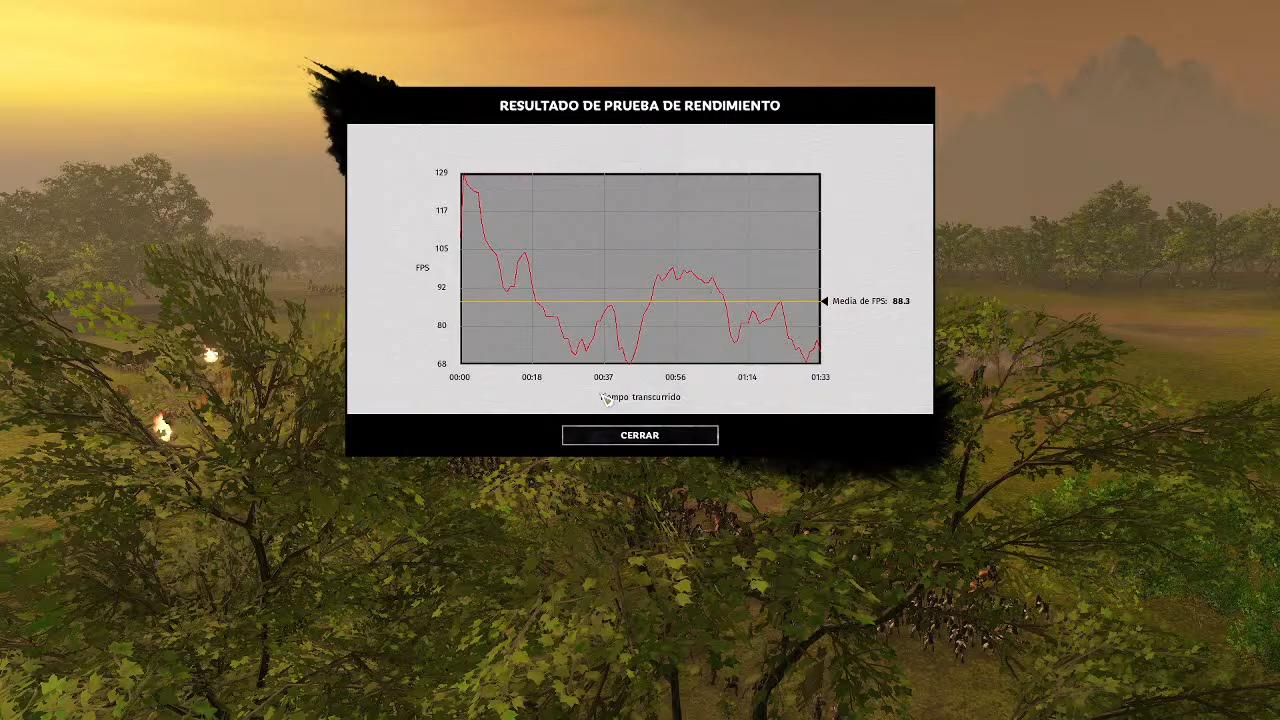 RESULTADO DE PRUEBA DE RENDIMIENTO
129
117
105
FPS
92
Media de FPS: 88.3
80
68
00:00 00:18 00:37 00:56 01:14 01:33
Tiempo transcurrido
CERRAR